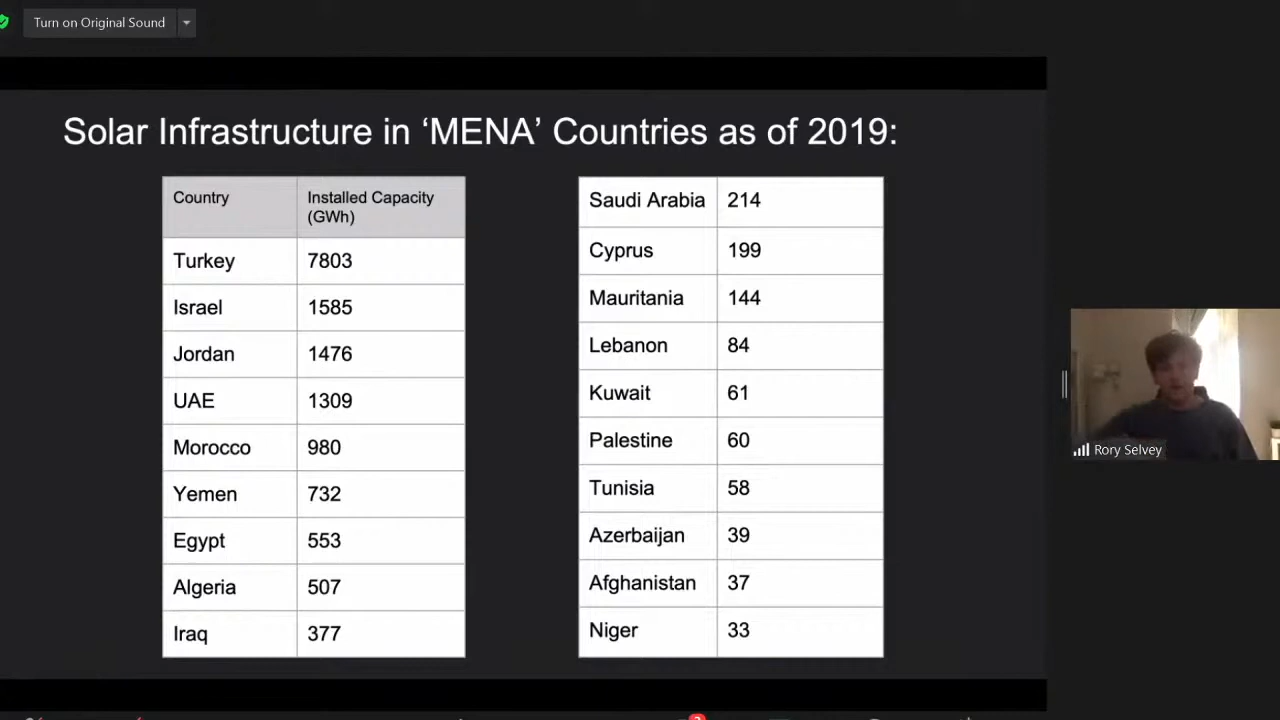 Turn on Original Sound
Solar Infrastructure in ‘MENA’ Countries as of 2019:
Country Installed Capacity
(GWh)
Turkey 7803
Israel 1585
Jordan 1476
UAE 1309
Morocco 980
Yemen 732
Egypt 553
Algeria 507
Iraq 377
Saudi Arabia 214
Cyprus 199
Mauritania 144
Lebanon 84
Kuwait 61
Palestine 60
Tunisia 58
Azerbaijan 39
Afghanistan 37
Niger 33
Rory Selvey